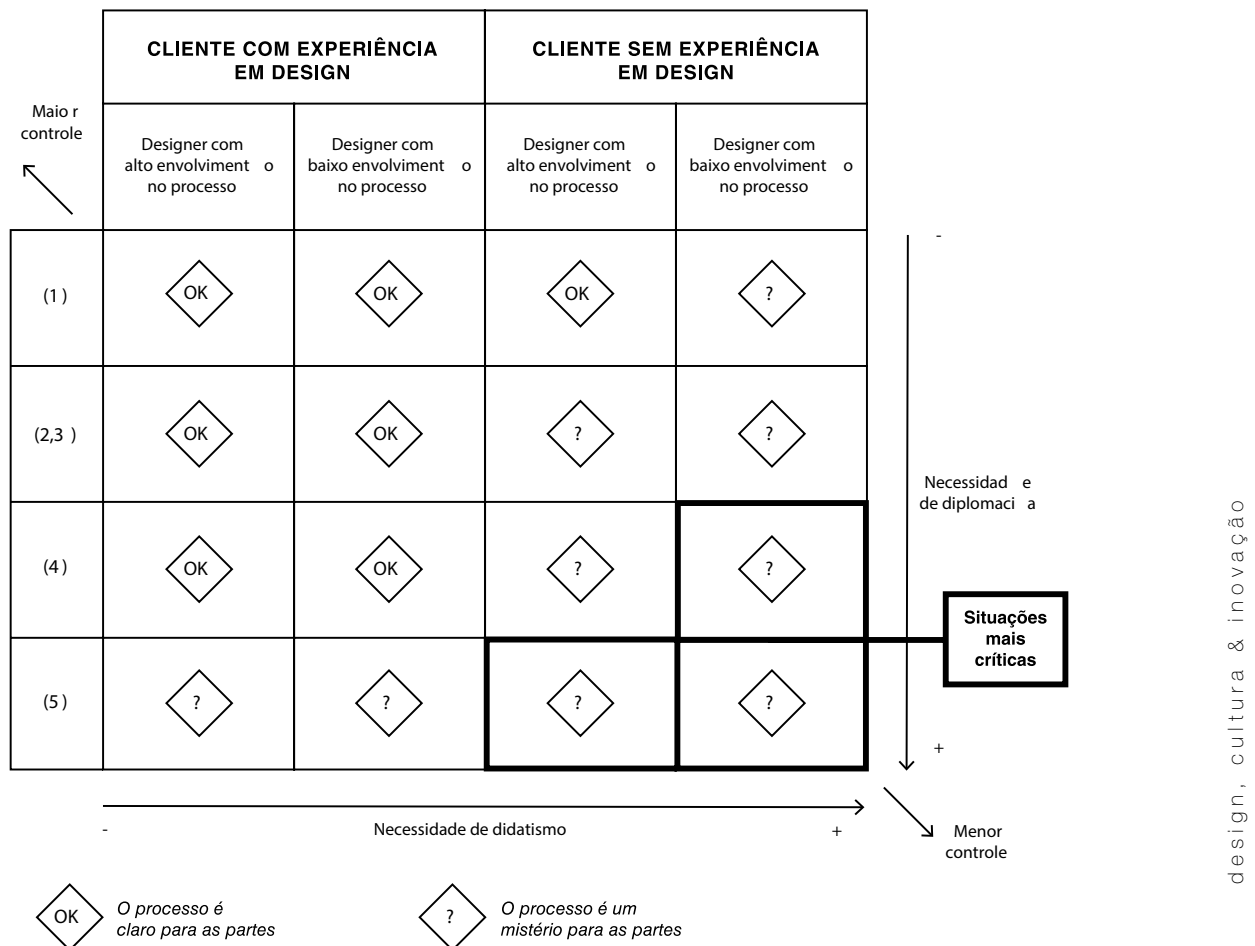 CLIENTE COM EXPERIÊNCIA
EM DESIGN
CLIENTE SEM EXPERIÊNCIA
EM DESIGN
Maio r
controle
Designer com
alto envolviment o
no processo
Designer com
baixo envolviment o
no processo
Designer com
alto envolviment o
no processo
Designer com
baixo envolviment o
no processo
(1)
OK
OK
OK
?
-
(2,3 )
OK
OK
?
?
Necessidad e
de diplomaci a
(4)
OK
OK
?
?
Situações
mais
críticas
(5)
?
?
?
?
+
-
Necessidade de didatismo
+
Menor
controle
OK
O processo é
claro para as partes
?
O processo é um
mistério para as partes
design, cultura & inovação